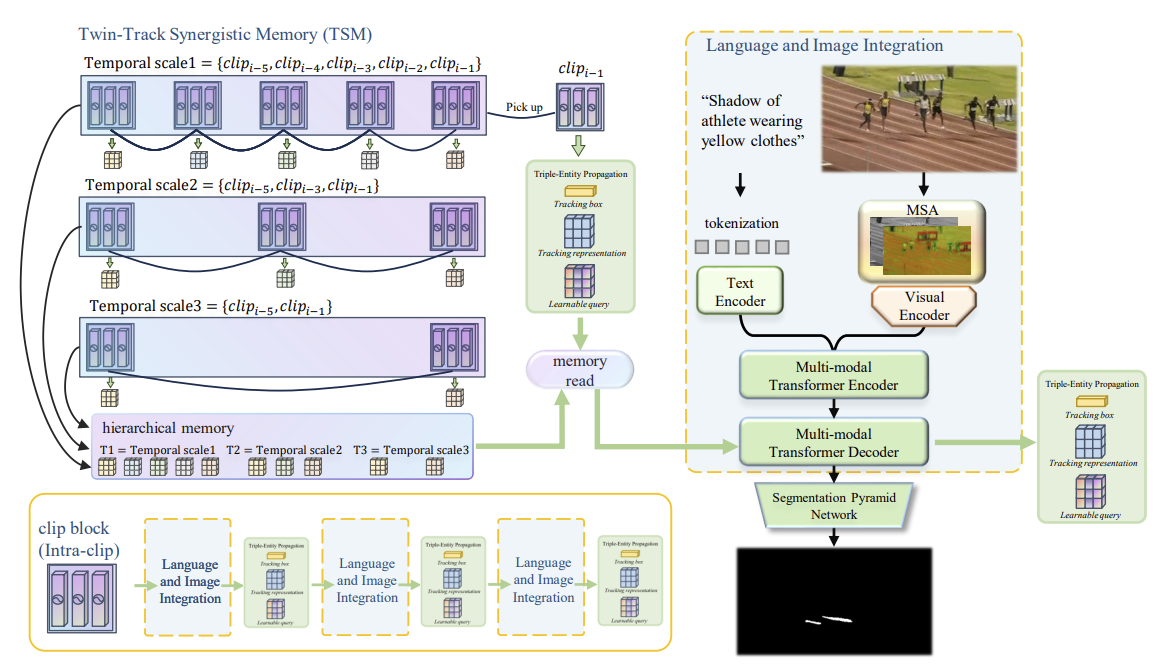 Twin-Track Synergistic Memory (TSM)
Temporal scale1 = {clip_{i-5}, clip_{i-4}, clip_{i-3}, clip_{i-2}, clip_{i-1}}
clip_{i-1}
Pick up
Temporal scale2 = {clip_{i-5}, clip_{i-3}, clip_{i-1}}
Temporal scale3 = {clip_{i-5}, clip_{i-1}}
hierarchical memory
T1 = Temporal scale1 T2 = Temporal scale2 T3 = Temporal scale3
Triple-Entity Propagation
Tracking box
Tracking representation
Learnable query
memory
read
Language and Image Integration
“Shadow of
athlete wearing
yellow clothes”
tokenization
MSA
Text
Encoder
Visual
Encoder
Multi-modal
Transformer Encoder
Multi-modal
Transformer Decoder
Segmentation Pyramid
Network
Triple-Entity Propagation
Tracking box
Tracking representation
Learnable query
clip block
(Intra-clip)
Language
and Image
Integration
Triple-Entity Propagation
Tracking box
Tracking representation
Learnable query
Language
and Image
Integration
Triple-Entity Propagation
Tracking box
Tracking representation
Learnable query
Language
and Image
Integration
Triple-Entity Propagation
Tracking box
Tracking representation
Learnable query